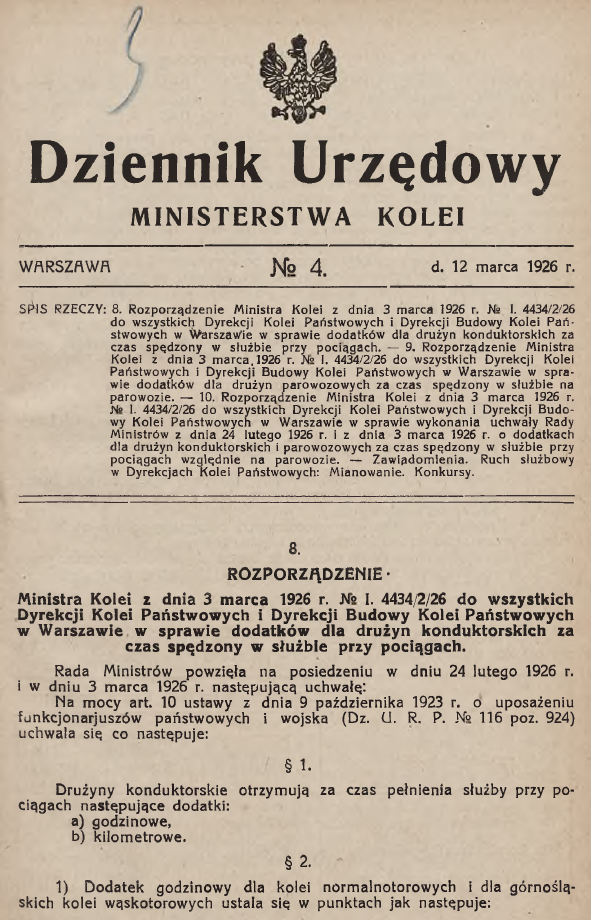 3
Dziennik Urzędowy
MINISTERSTWA KOLEI
WARSZAWA № 4. d. 12 marca 1926 r.
SPIS RZECZY: 8. Rozporządzenie Ministra Kolei z dnia 3 marca 1926 r. № I. 4434/2/26
do wszystkich Dyrekcji Kolei Państwowych i Dyrekcji Budowy Kolei Pań-
stwowych w Warszawie w sprawie dodatków dla drużyn konduktorskich za
czas spędzony w służbie przy pociągach. — 9. Rozporządzenie Ministra
Kolei z dnia 3 marca 1926 r. № I. 4434/2/26 do wszystkich Dyrekcji Kolei
Państwowych i Dyrekcji Budowy Kolei Państwowych w Warszawie w spra-
wie dodatków dla drużyn parowozowych za czas spędzony w służbie na
parowozie. — 10. Rozporządzenie Ministra Kolei z dnia 3 marca 1926 r.
№ I. 4434/2/26 do wszystkich Dyrekcji Kolei Państwowych i Dyrekcji Budo-
wy Kolei Państwowych w Warszawie w sprawie wykonania uchwały Rady
Ministrów z dnia 24 lutego 1926 r. i z dnia 3 marca 1926 r. o dodatkach
dla drużyn konduktorskich i parowozowych za czas spędzony w służbie przy
pociągach względnie na parowozie. — Zawiadomienia. Ruch służbowy
w Dyrekcjach Kolei Państwowych: Mianowanie. Konkursy.
8.
ROZPORZĄDZENIE
Ministra Kolei z dnia 3 marca 1926 r. № I. 4434/2/26 do wszystkich
Dyrekcji Kolei Państwowych i Dyrekcji Budowy Kolei Państwowych
w Warszawie w sprawie dodatków dla drużyn konduktorskich za
czas spędzony w służbie przy pociągach.
Rada Ministrów powzięła na posiedzeniu w dniu 24 lutego 1926 r.
i w dniu 3 marca 1926 r. następującą uchwałę:
Na mocy art. 10 ustawy z dnia 9 października 1923 r. o uposażeniu
funkcjonarjuszów państwowych i wojska (Dz. U. R. P. № 116 poz. 924)
uchwala się co następuje:
§ 1.
Drużyny konduktorskie otrzymują za czas pełnienia służby przy po-
ciągach następujące dodatki:
a) godzinowe,
b) kilometrowe.
§ 2.
1) Dodatek godzinowy dla kolei normalnotorowych i dla górnoślą-
skich kolei wąskotorowych ustala się w punktach jak następuje: